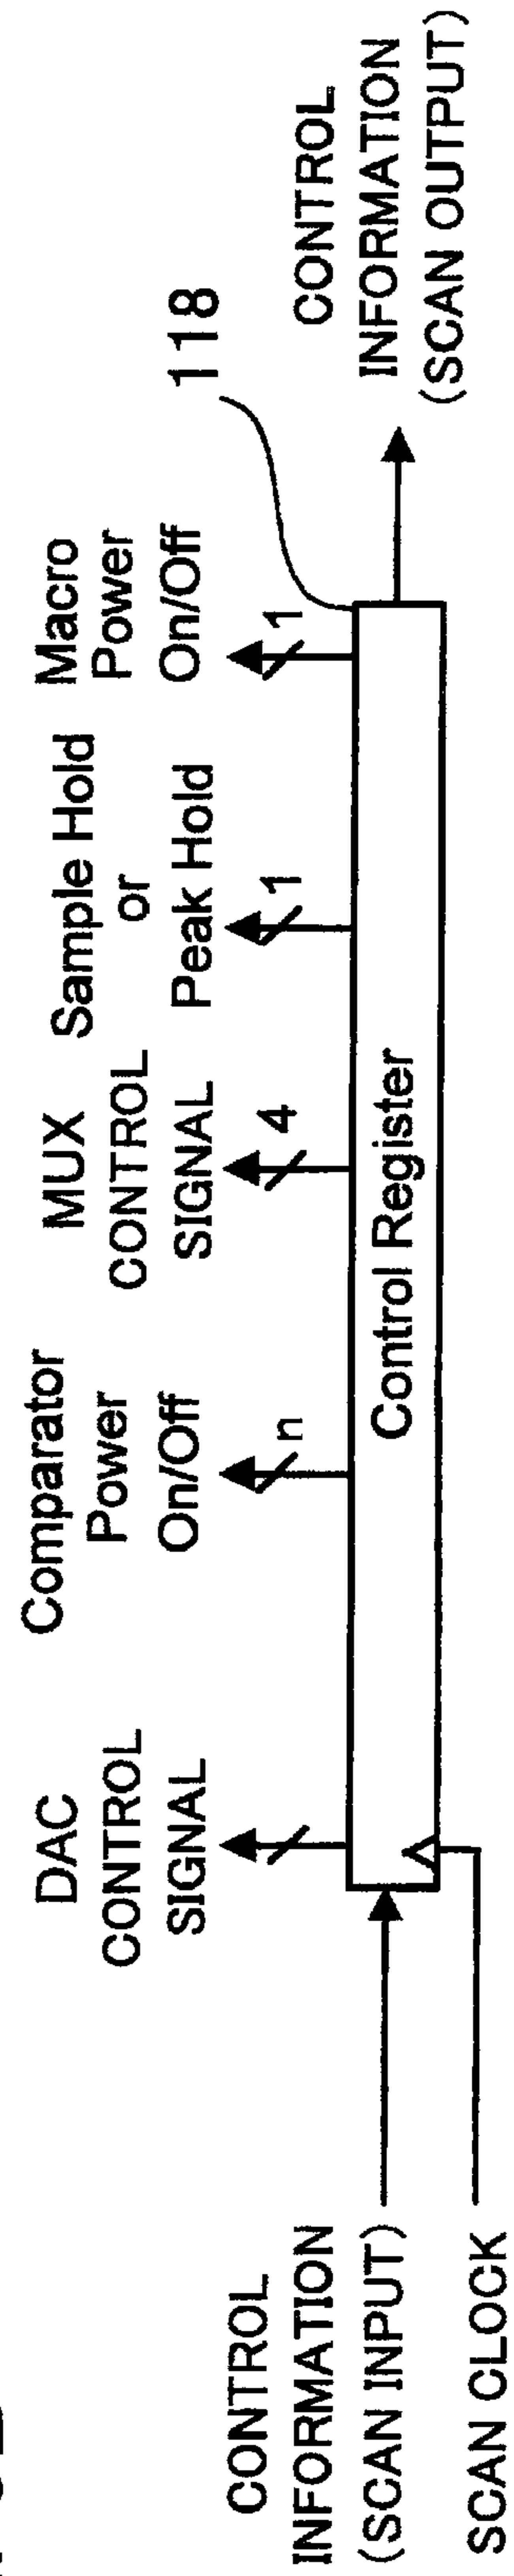 DAC
CONTROL
SIGNAL
Comparator
Power
On/Off
n
MUX
CONTROL
SIGNAL
4
Sample Hold
or
Peak Hold
1
Macro
Power
On/Off
1
118
Control Register
CONTROL
INFORMATION
(SCAN INPUT)
SCAN CLOCK
CONTROL
INFORMATION
(SCAN OUTPUT)